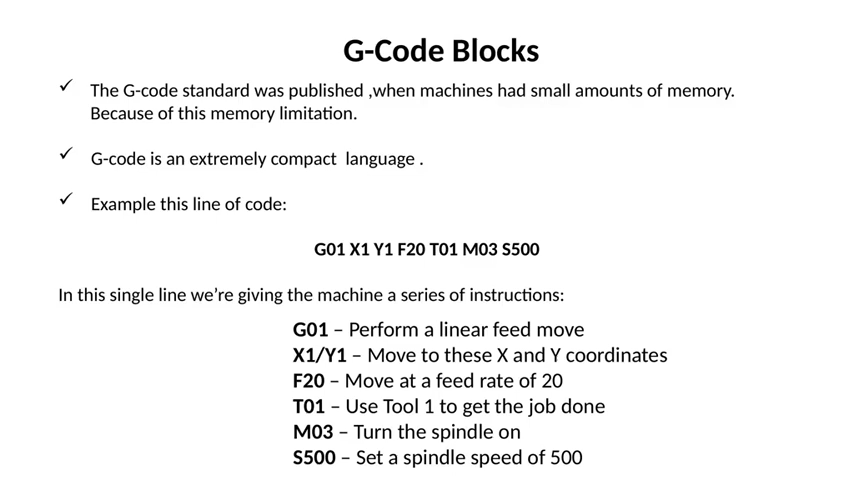 G-Code Blocks
✓ The G-code standard was published ,when machines had small amounts of memory.
Because of this memory limitation.
✓ G-code is an extremely compact  language .
✓ Example this line of code:
G01 X1 Y1 F20 T01 M03 S500
In this single line we’re giving the machine a series of instructions:
G01 – Perform a linear feed move
X1/Y1 – Move to these X and Y coordinates
F20 – Move at a feed rate of 20
T01 – Use Tool 1 to get the job done
M03 – Turn the spindle on
S500 – Set a spindle speed of 500